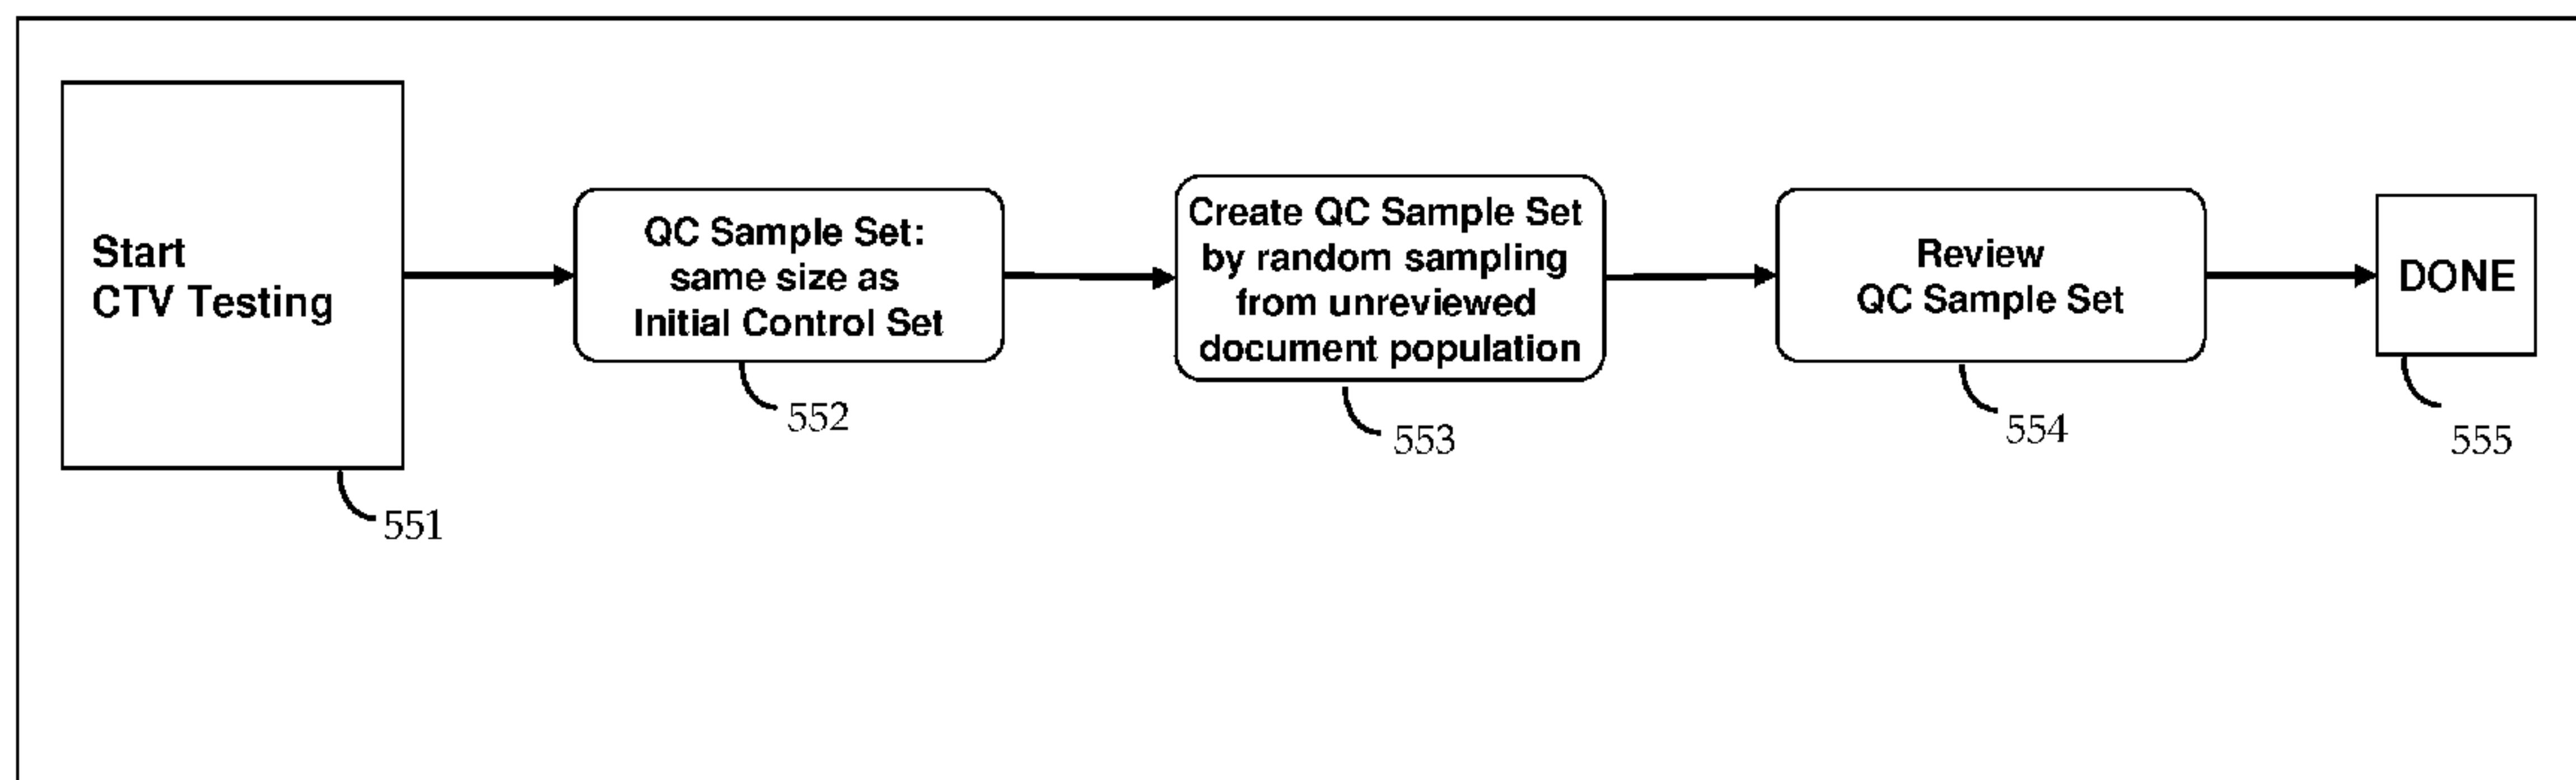 Start
CTV Testing
551
QC Sample Set:
same size as
Initial Control Set
552
Create QC Sample Set
by random sampling
from unreviewed
document population
553
Review
QC Sample Set
554
DONE
555